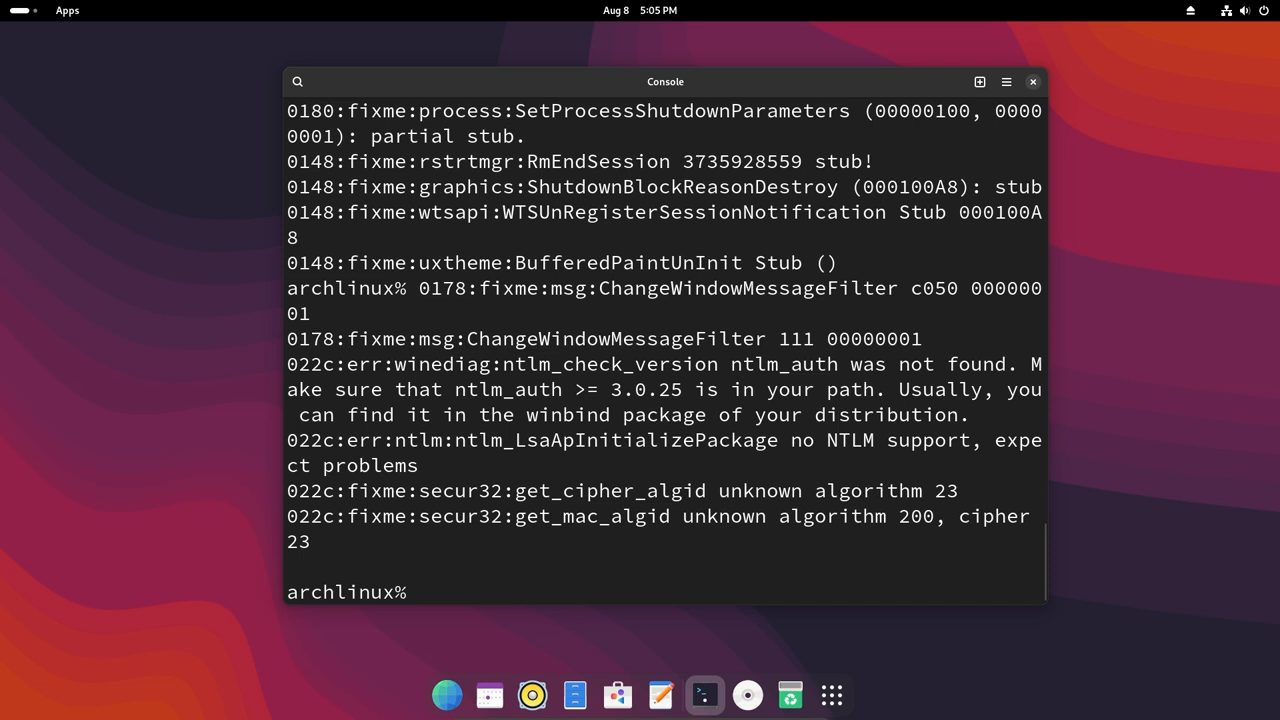 Apps
Aug 8 5:05 PM
Console
0180:fixme:process:SetProcessShutdownParameters (00000100, 0000
0001): partial stub.
0148:fixme:rstrtmgr:RmEndSession 3735928559 stub!
0148:fixme:graphics:ShutdownBlockReasonDestroy (000100A8): stub
0148:fixme:wtsapi:WTSUnRegisterSessionNotification Stub 000100A
8
0148:fixme:uxtheme:BufferedPaintUnInit Stub ()
archlinux% 0178:fixme:msg:ChangeWindowMessageFilter c050 000000
01
0178:fixme:msg:ChangeWindowMessageFilter 111 00000001
022c:err:winediag:ntlm_check_version ntlm_auth was not found. M
ake sure that ntlm_auth >= 3.0.25 is in your path. Usually, you
 can find it in the winbind package of your distribution.
022c:err:ntlm:ntlm_LsaApInitializePackage no NTLM support, expe
ct problems
022c:fixme:secur32:get_cipher_algid unknown algorithm 23
022c:fixme:secur32:get_mac_algid unknown algorithm 200, cipher
23
archlinux%